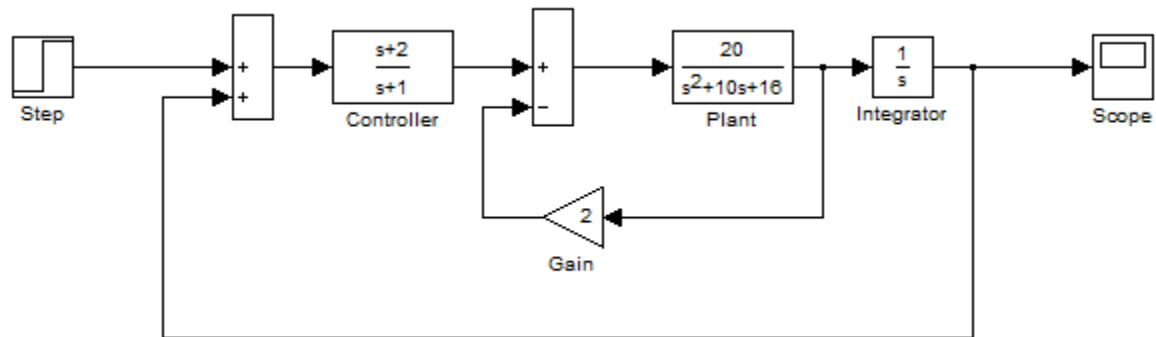 Step
+
+
s+2
s+1
Controller
+
−
20
s²+10s+16
Plant
1
s
Integrator
Scope
2
Gain